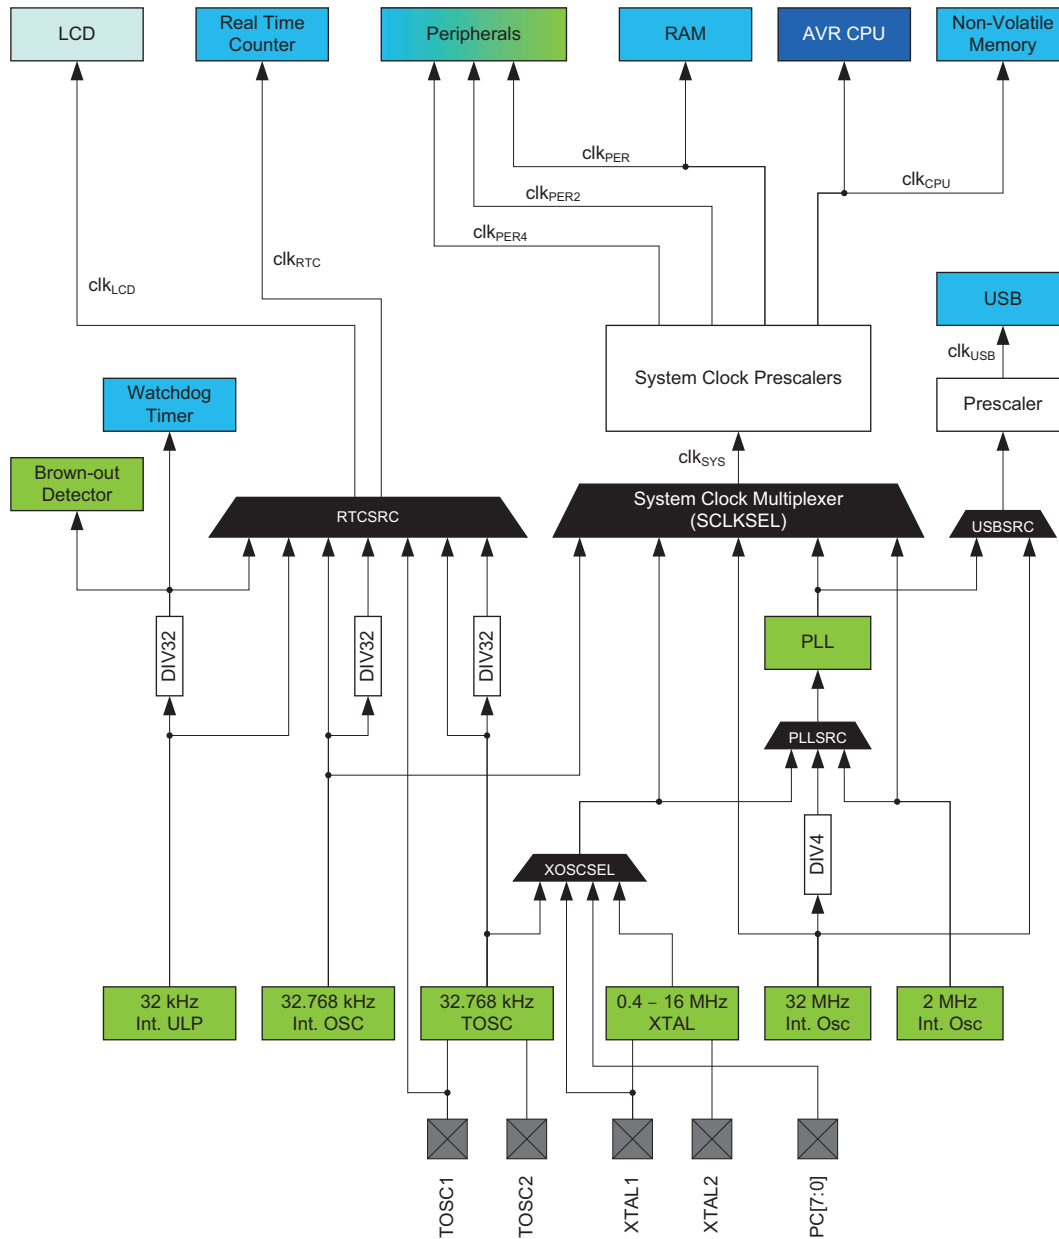 LCD
Real Time
Counter
Peripherals
RAM
AVR CPU
Non-Volatile
Memory
clkPER
clkCPU
clkPER2
clkPER4
clkRTC
clkLCD
USB
clkUSB
System Clock Prescalers
Prescaler
Watchdog
Timer
clkSYS
Brown-out
Detector
RTCSRC
System Clock Multiplexer
(SCLKSEL)
USBSRC
DIV32
DIV32
DIV32
PLL
PLLSRC
DIV4
XOSCSEL
32 kHz
Int. ULP
32.768 kHz
Int. OSC
32.768 kHz
TOSC
0.4 – 16 MHz
XTAL
32 MHz
Int. Osc
2 MHz
Int. Osc
TOSC1
TOSC2
XTAL1
XTAL2
PC[7:0]